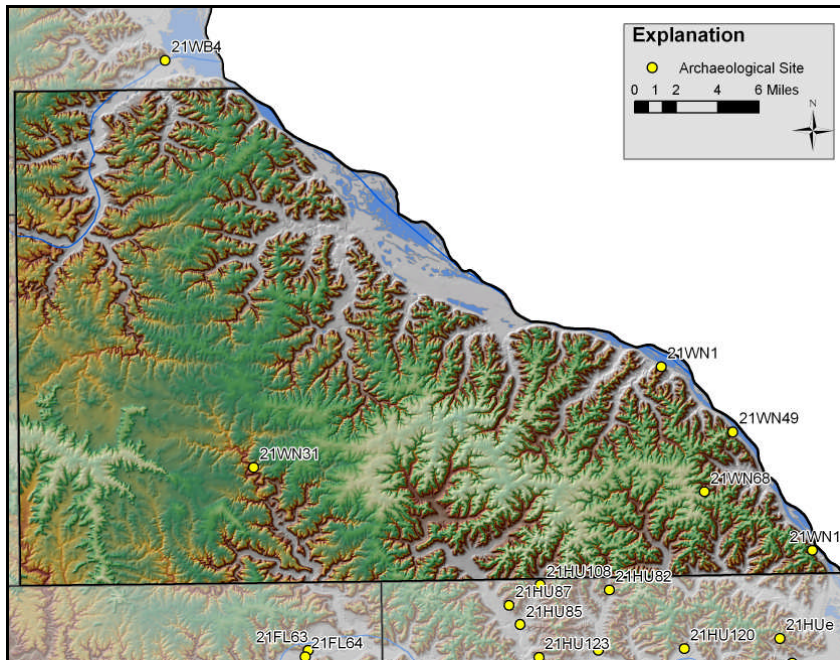 21WB4
Explanation
Archaeological Site
0 1 2 4 6 Miles
N
21WN1
21WN49
21WN31
21WN68
21WN1
21HU108
21HU82
21HU87
21HU85
21FL63
21FL64
21HU123
21HU120
21HUe